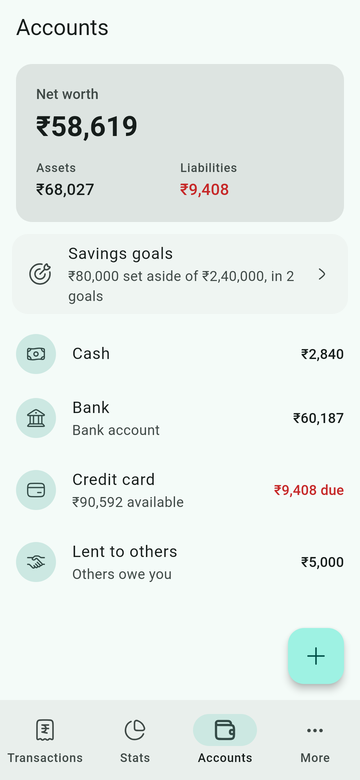 Accounts
Net worth
₹58,619
Assets
Liabilities
₹68,027
₹9,408
Savings goals
₹80,000 set aside of ₹2,40,000, in 2
goals
Cash
₹2,840
Bank
Bank account
₹60,187
Credit card
₹90,592 available
₹9,408 due
Lent to others
Others owe you
₹5,000
Transactions
Stats
Accounts
More